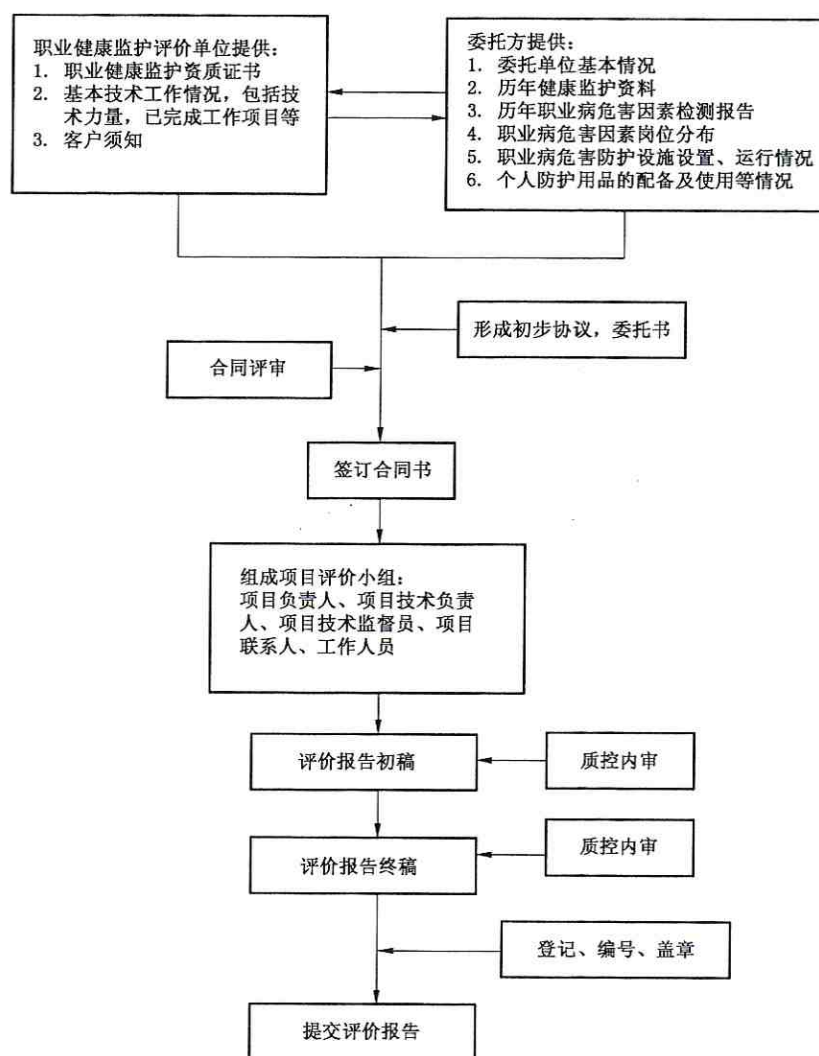 职业健康监护评价单位提供：
1. 职业健康监护资质证书
2. 基本技术工作情况，包括技
术力量，已完成工作项目等
3. 客户须知
委托方提供：
1. 委托单位基本情况
2. 历年健康监护资料
3. 历年职业病危害因素检测报告
4. 职业病危害因素岗位分布
5. 职业病危害防护设施设置、运行情况
6. 个人防护用品的配备及使用等情况
形成初步协议，委托书
合同评审
签订合同书
组成项目评价小组：
项目负责人、项目技术负责
人、项目技术监督员、项目
联系人、工作人员
评价报告初稿
质控内审
评价报告终稿
质控内审
登记、编号、盖章
提交评价报告